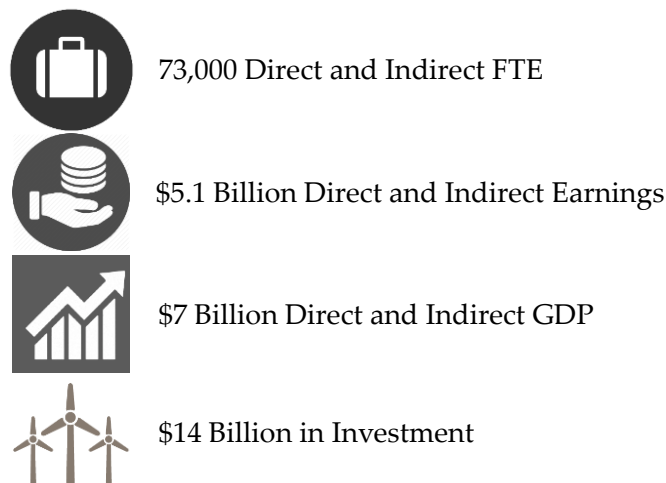 73,000 Direct and Indirect FTE
$5.1 Billion Direct and Indirect Earnings
$7 Billion Direct and Indirect GDP
$14 Billion in Investment